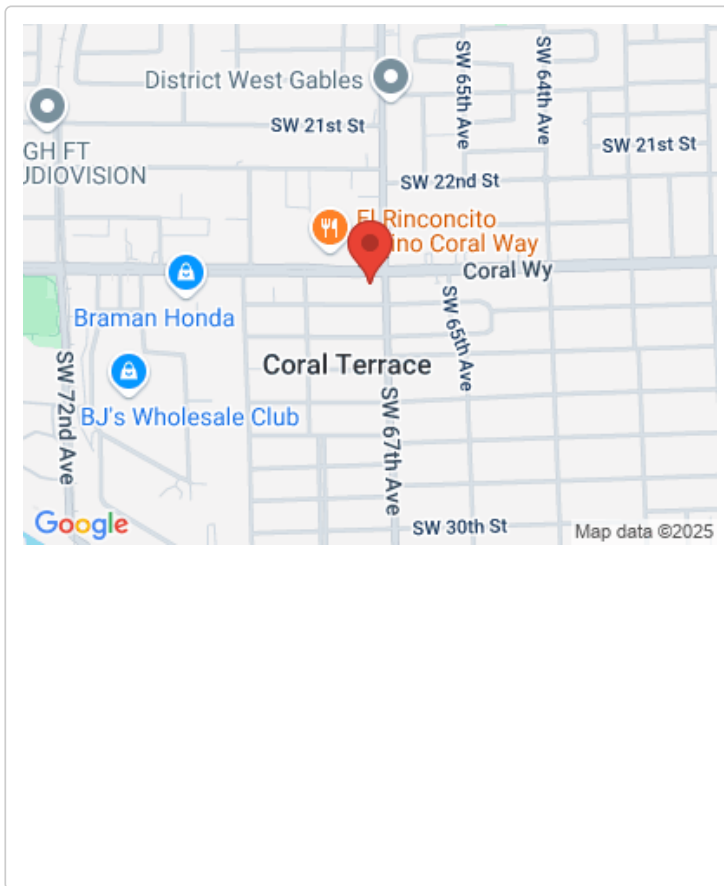 District West Gables
SW 65th Ave
SW 64th Ave
SW 21st St
SW 21st St
GH FT
UDIOVISION
SW 22nd St
El Rinconcito
ino Coral Way
Coral Wy
Braman Honda
SW 65th Ave
Coral Terrace
SW 72nd Ave
BJ's Wholesale Club
SW 67th Ave
Google
SW 30th St
Map data ©2025